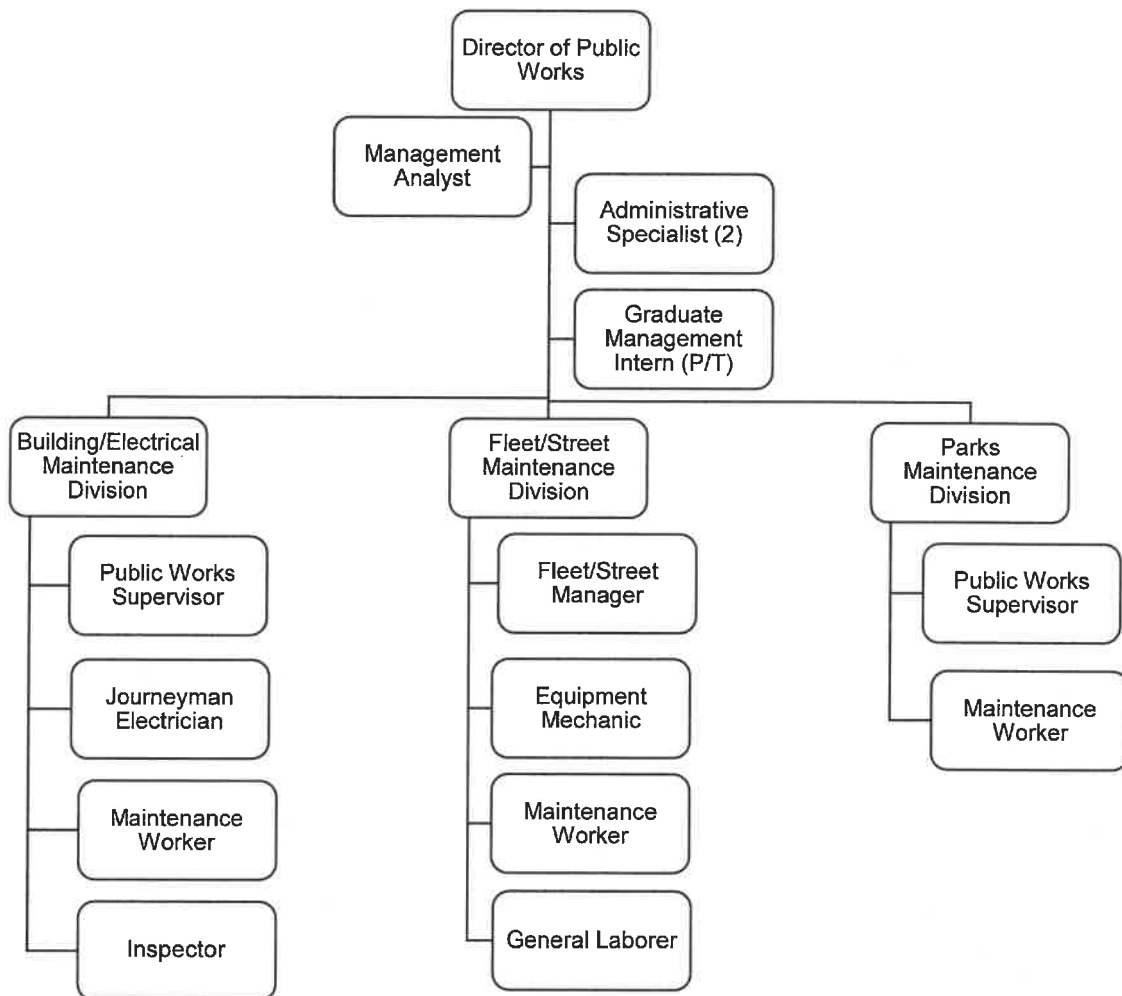 Director of Public
Works
Management
Analyst
Administrative
Specialist (2)
Graduate
Management
Intern (P/T)
Building/Electrical
Maintenance
Division
Public Works
Supervisor
Journeyman
Electrician
Maintenance
Worker
Inspector
Fleet/Street
Maintenance
Division
Fleet/Street
Manager
Equipment
Mechanic
Maintenance
Worker
General Laborer
Parks
Maintenance
Division
Public Works
Supervisor
Maintenance
Worker